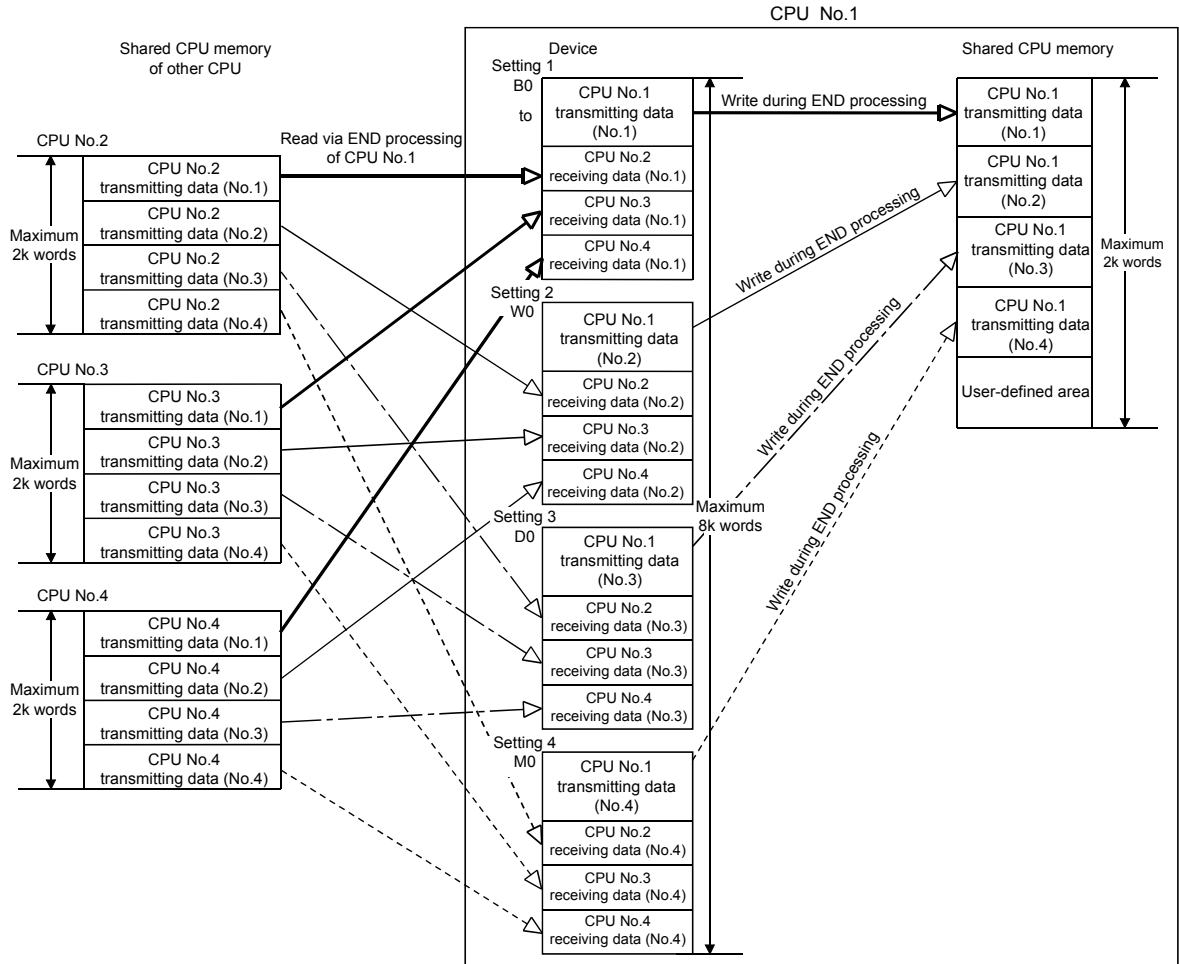 CPU No.1
Shared CPU memory
of other CPU
CPU No.2
Maximum
2k words
CPU No.2
transmitting data (No.1)
CPU No.2
transmitting data (No.2)
CPU No.2
transmitting data (No.3)
CPU No.2
transmitting data (No.4)
CPU No.3
Maximum
2k words
CPU No.3
transmitting data (No.1)
CPU No.3
transmitting data (No.2)
CPU No.3
transmitting data (No.3)
CPU No.3
transmitting data (No.4)
CPU No.4
Maximum
2k words
CPU No.4
transmitting data (No.1)
CPU No.4
transmitting data (No.2)
CPU No.4
transmitting data (No.3)
CPU No.4
transmitting data (No.4)
Read via END processing
of CPU No.1
Device
Setting 1
B0
to
CPU No.1
transmitting data
(No.1)
CPU No.2
receiving data (No.1)
CPU No.3
receiving data (No.1)
CPU No.4
receiving data (No.1)
Setting 2
W0
CPU No.1
transmitting data
(No.2)
CPU No.2
receiving data (No.2)
CPU No.3
receiving data (No.2)
CPU No.4
receiving data (No.2)
Setting 3
D0
CPU No.1
transmitting data
(No.3)
CPU No.2
receiving data (No.3)
CPU No.3
receiving data (No.3)
CPU No.4
receiving data (No.3)
Setting 4
M0
CPU No.1
transmitting data
(No.4)
CPU No.2
receiving data (No.4)
CPU No.3
receiving data (No.4)
CPU No.4
receiving data (No.4)
Maximum
8k words
Write during END processing
Write during END processing
Write during END processing
Write during END processing
Shared CPU memory
CPU No.1
transmitting data
(No.1)
CPU No.1
transmitting data
(No.2)
CPU No.1
transmitting data
(No.3)
CPU No.1
transmitting data
(No.4)
User-defined area
Maximum
2k words